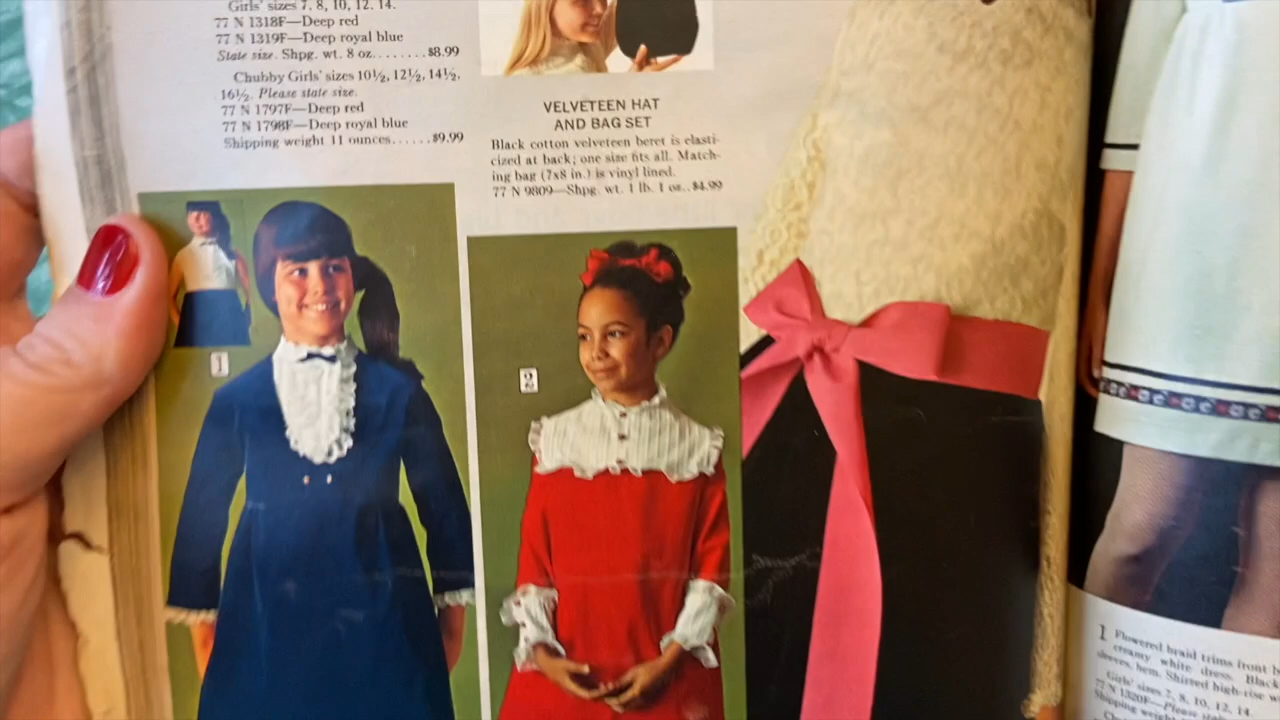 Girls' sizes 7, 8, 10, 12, 14.
77 N 1318F—Deep red
77 N 1319F—Deep royal blue
State size. Shpg. wt. 8 oz........$8.99
Chubby Girls' sizes 10½, 12½, 14½,
16½. Please state size.
77 N 1797F—Deep red
77 N 1798F—Deep royal blue
Shipping weight 11 ounces......$9.99
VELVETEEN HAT
AND BAG SET
Black cotton velveteen beret is elasti-
cized at back; one size fits all. Match-
ing bag (7x8 in.) is vinyl lined.
77 N 9809—Shpg. wt. 1 lb. 1 oz..$4.99
1
2
1 Flowered braid trims front b
creamy white dress. Black
sleeves, hem. Shirred high-rise w
Girls' sizes 7, 8, 10, 12, 14.
77 N 1320F—Please
Shipping weight